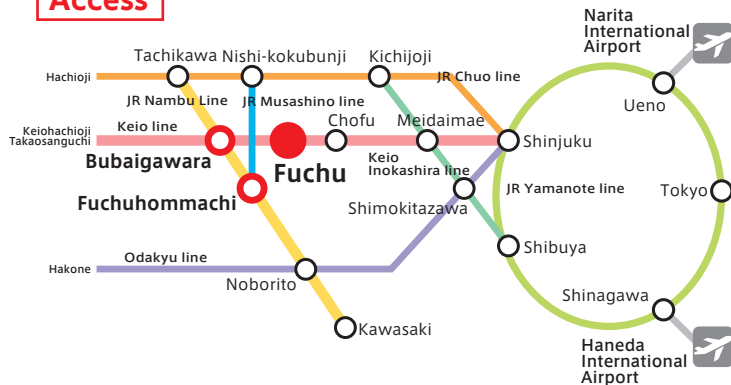 Access
Narita
International
Airport
Tachikawa
Nishi-kokubunji
Kichijoji
Hachioji
JR Chuo line
JR Nambu Line
JR Musashino line
Ueno
Keiohachioji
Takaosanguchi
Keio line
Chofu
Meidaimae
Shinjuku
Bubaigawara
Fuchu
Keio
Inokashira line
Fuchuhommachi
Shimokitazawa
JR Yamanote line
Tokyo
Odakyu line
Shibuya
Hakone
Noborito
Shinagawa
Kawasaki
Haneda
International
Airport